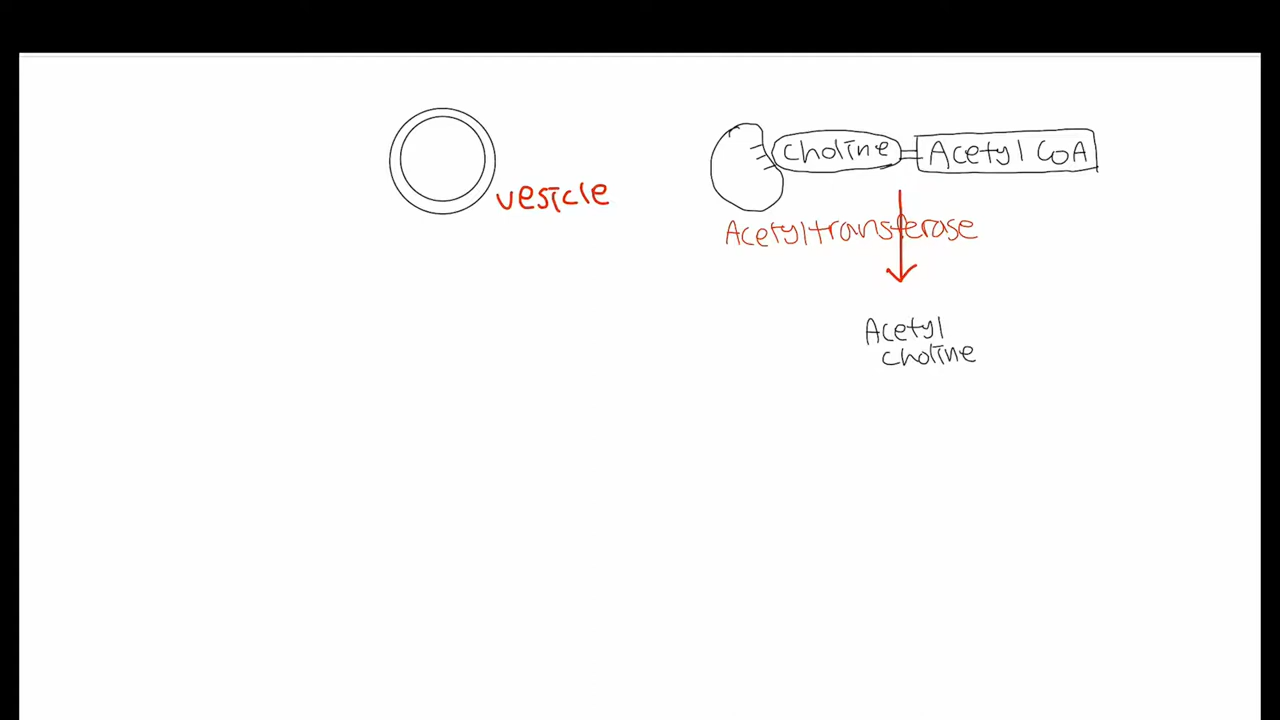 choline
Acetyl CoA
vesicle
Acetyltransferase
Acetyl
choline